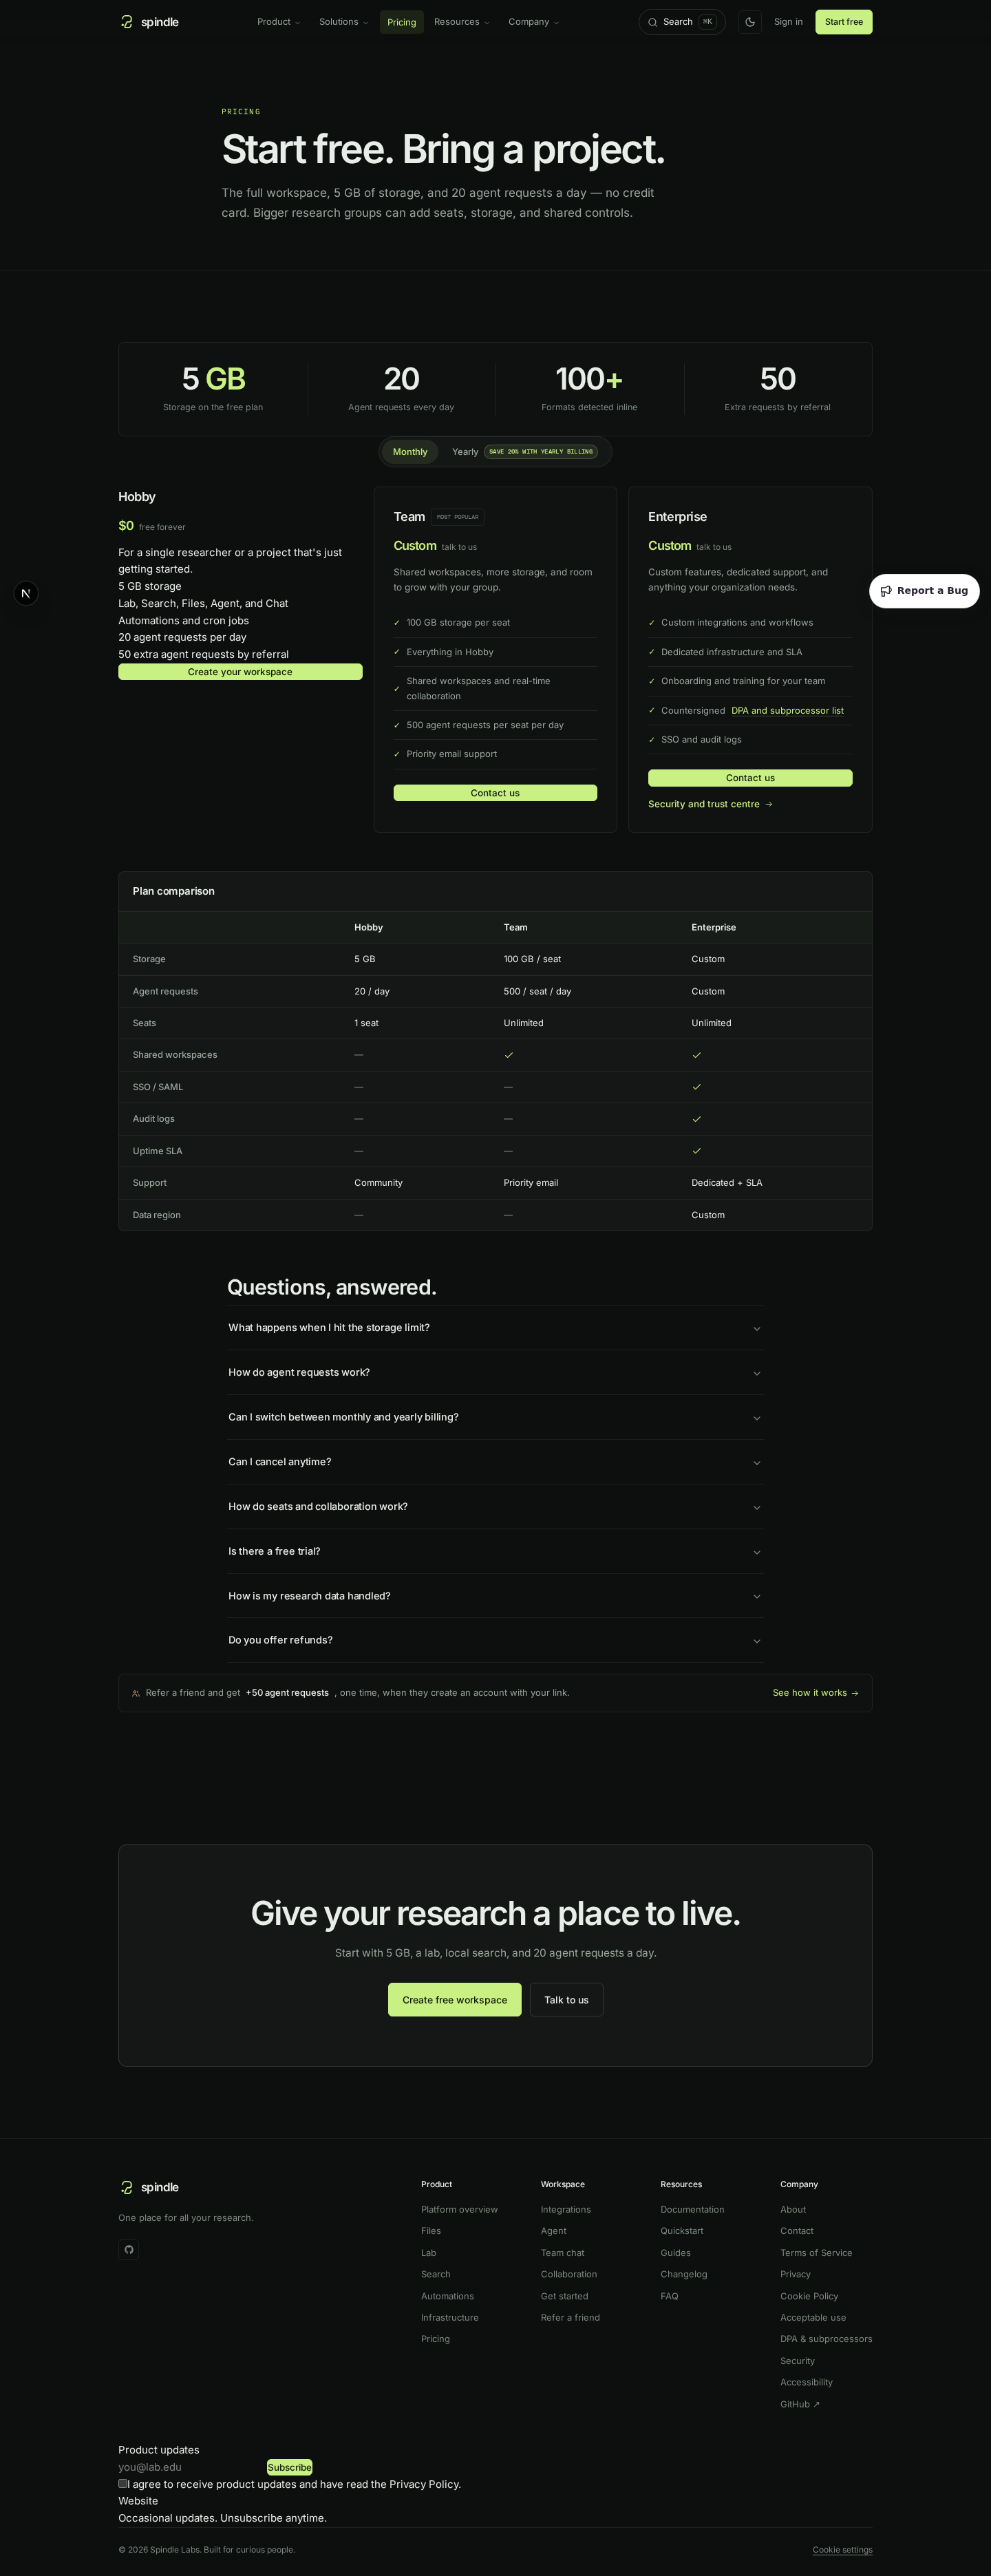 spindle
Product
Solutions
Pricing
Resources
Company
Search ⌘K
Sign in
Start free
PRICING
Start free. Bring a project.
The full workspace, 5 GB of storage, and 20 agent requests a day — no credit
card. Bigger research groups can add seats, storage, and shared controls.
5 GB
Storage on the free plan
20
Agent requests every day
100+
Formats detected inline
50
Extra requests by referral
Monthly
Yearly SAVE 20% WITH YEARLY BILLING
Hobby
$0 free forever
For a single researcher or a project that's just
getting started.
5 GB storage
Lab, Search, Files, Agent, and Chat
Automations and cron jobs
20 agent requests per day
50 extra agent requests by referral
Create your workspace
Team MOST POPULAR
Custom talk to us
Shared workspaces, more storage, and room
to grow with your group.
✓ 100 GB storage per seat
✓ Everything in Hobby
✓ Shared workspaces and real-time
collaboration
✓ 500 agent requests per seat per day
✓ Priority email support
Contact us
Enterprise
Custom talk to us
Custom features, dedicated support, and
anything your organization needs.
✓ Custom integrations and workflows
✓ Dedicated infrastructure and SLA
✓ Onboarding and training for your team
✓ Countersigned DPA and subprocessor list
✓ SSO and audit logs
Contact us
Security and trust centre →
N
Report a Bug
Plan comparison
Hobby Team Enterprise
Storage 5 GB 100 GB / seat Custom
Agent requests 20 / day 500 / seat / day Custom
Seats 1 seat Unlimited Unlimited
Shared workspaces — ✓ ✓
SSO / SAML — — ✓
Audit logs — — ✓
Uptime SLA — — ✓
Support Community Priority email Dedicated + SLA
Data region — — Custom
Questions, answered.
What happens when I hit the storage limit?
How do agent requests work?
Can I switch between monthly and yearly billing?
Can I cancel anytime?
How do seats and collaboration work?
Is there a free trial?
How is my research data handled?
Do you offer refunds?
Refer a friend and get +50 agent requests , one time, when they create an account with your link.
See how it works →
Give your research a place to live.
Start with 5 GB, a lab, local search, and 20 agent requests a day.
Create free workspace
Talk to us
spindle
One place for all your research.
Product
Platform overview
Files
Lab
Search
Automations
Infrastructure
Pricing
Workspace
Integrations
Agent
Team chat
Collaboration
Get started
Refer a friend
Resources
Documentation
Quickstart
Guides
Changelog
FAQ
Company
About
Contact
Terms of Service
Privacy
Cookie Policy
Acceptable use
DPA & subprocessors
Security
Accessibility
GitHub ↗
Product updates
you@lab.edu Subscribe
I agree to receive product updates and have read the Privacy Policy.
Website
Occasional updates. Unsubscribe anytime.
© 2026 Spindle Labs. Built for curious people.
Cookie settings